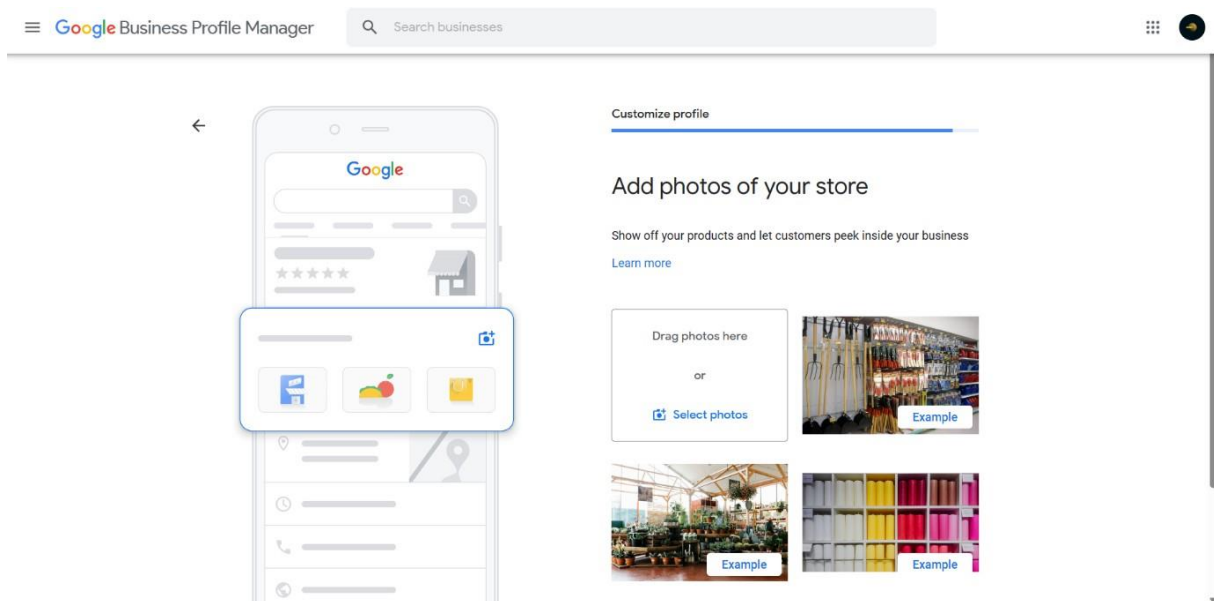 Google Business Profile Manager
Search businesses
Customize profile
Google
Add photos of your store
Show off your products and let customers peek inside your business
Learn more
Drag photos here
or
Select photos
Example
Example
Example